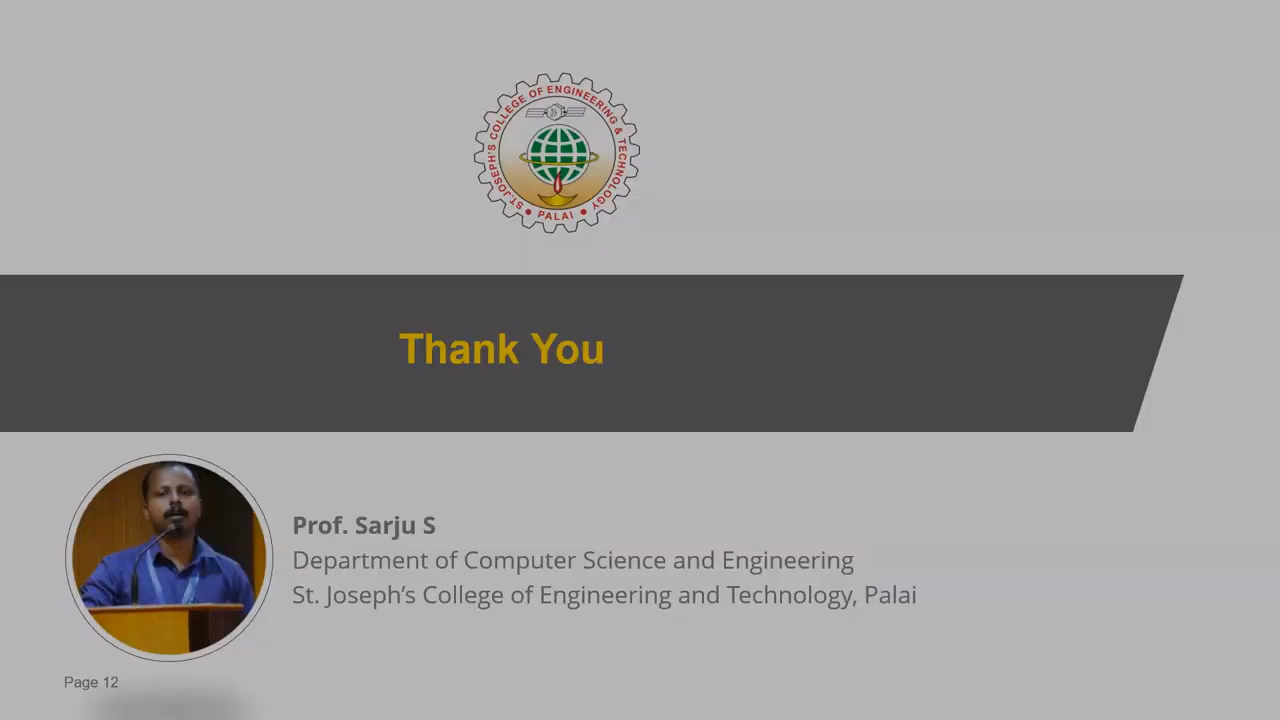 ST.JOSEPH'S COLLEGE OF ENGINEERING & TECHNOLOGY
PALAI
Thank You
Prof. Sarju S
Department of Computer Science and Engineering
St. Joseph’s College of Engineering and Technology, Palai
Page 12